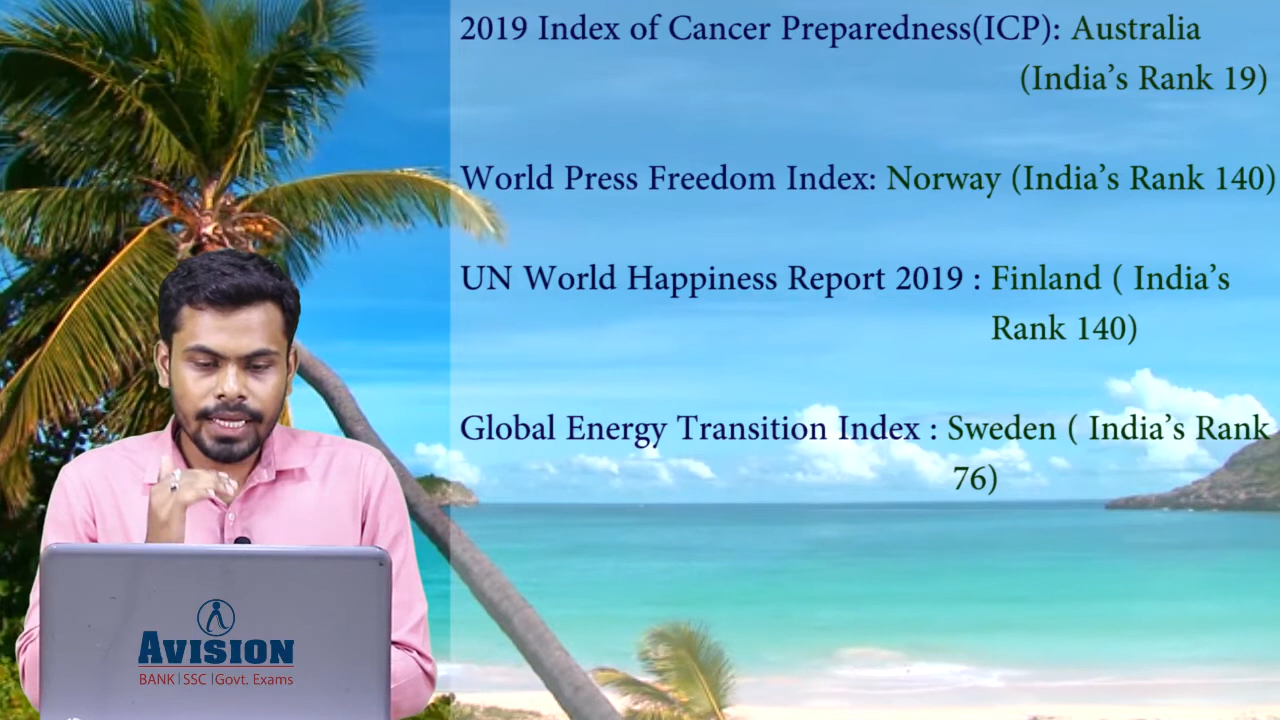 2019 Index of Cancer Preparedness(ICP): Australia
(India’s Rank 19)
World Press Freedom Index: Norway (India’s Rank 140)
UN World Happiness Report 2019 : Finland ( India’s
Rank 140)
Global Energy Transition Index : Sweden ( India’s Rank
76)
AVISION
BANK | SSC | Govt. Exams